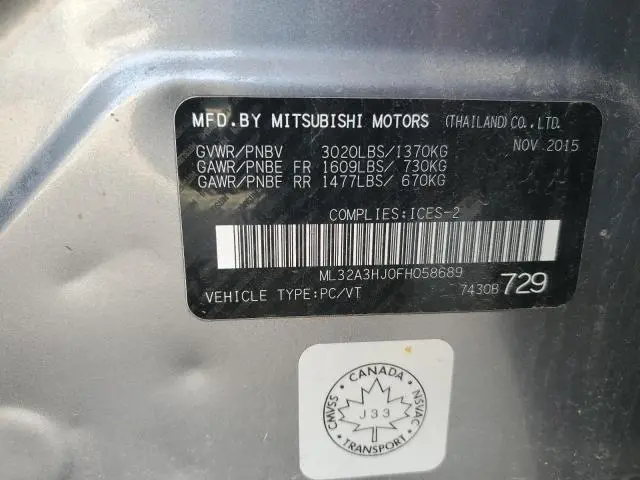 MFD.BY MITSUBISHI MOTORS (THAILAND)CO.,LTD.
NOV 2015
GVWR/PNBV 3020LBS/1370KG
GAWR/PNBE FR 1609LBS/ 730KG
GAWR/PNBE RR 1477LBS/ 670KG
COMPLIES:ICES-2
ML32A3HJ0FH058689
VEHICLE TYPE:PC/VT 7430B 729
CANADA
CMVSS J33 NSVAC
TRANSPORT